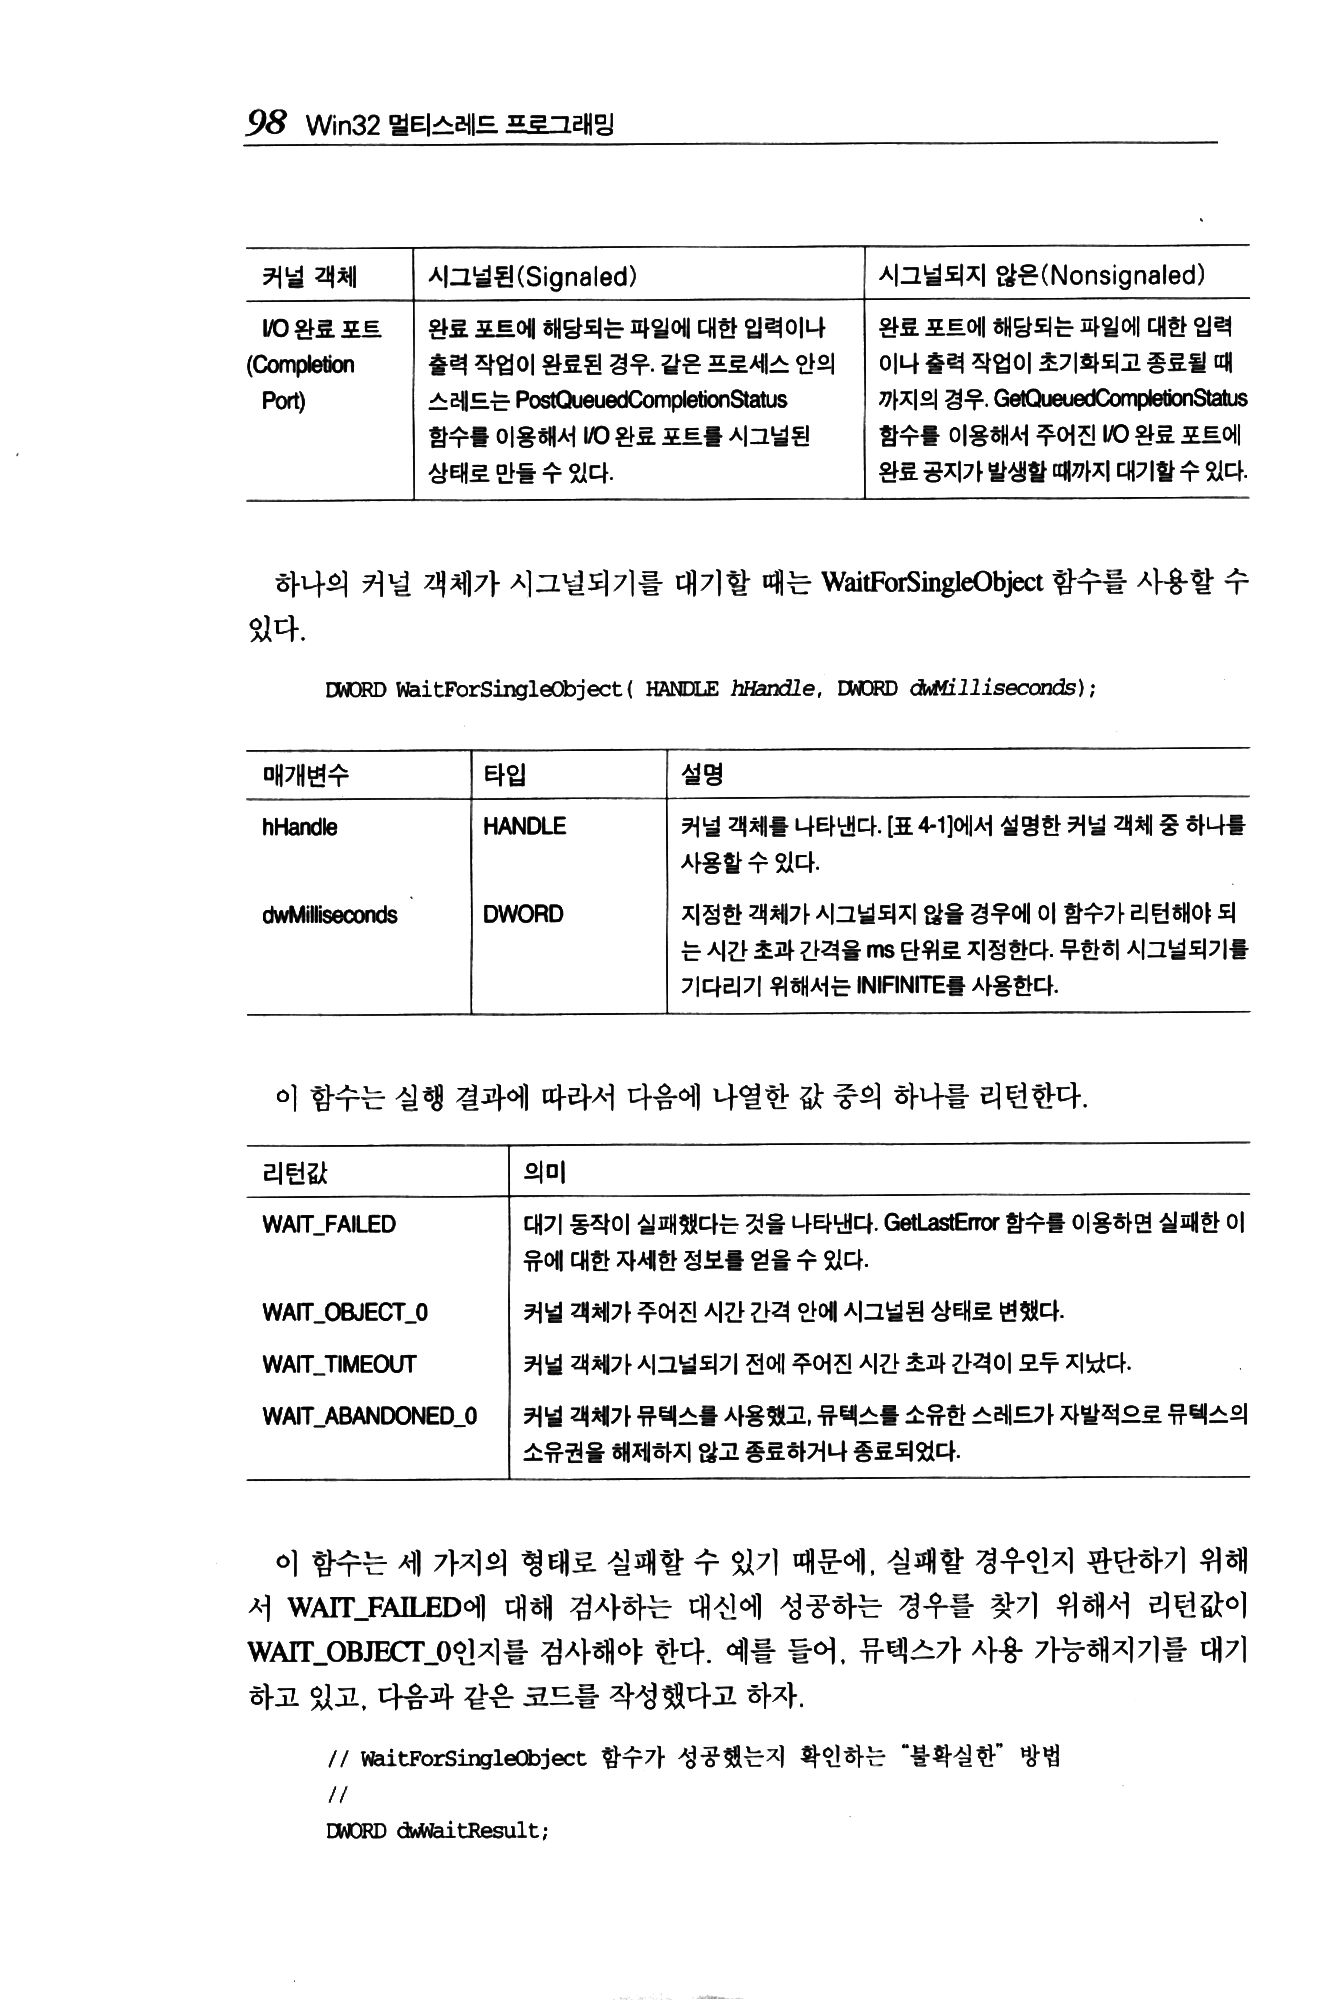 98 Win32 멀티스레드 프로그래밍
커널 객체 시그널된(Signaled) 시그널되지 않은(Nonsignaled)
I/O 완료 포트 완료 포트에 해당되는 파일에 대한 입력이나 완료 포트에 해당되는 파일에 대한 입력
(Completion 출력 작업이 완료된 경우. 같은 프로세스 안의 이나 출력 작업이 초기화되고 종료될 때
Port) 스레드는 PostQueuedCompletionStatus 까지의 경우. GetQueuedCompletionStatus
함수를 이용해서 I/O 완료 포트를 시그널된 함수를 이용해서 주어진 I/O 완료 포트에
상태로 만들 수 있다. 완료 공지가 발생할 때까지 대기할 수 있다.
하나의 커널 객체가 시그널되기를 대기할 때는 WaitForSingleObject 함수를 사용할 수
있다.
DWORD WaitForSingleObject( HANDLE hHandle, DWORD dwMilliseconds);
매개변수 타입 설명
hHandle HANDLE 커널 객체를 나타낸다. [표 4-1]에서 설명한 커널 객체 중 하나를
사용할 수 있다.
dwMilliseconds DWORD 지정한 객체가 시그널되지 않을 경우에 이 함수가 리턴해야 되
는 시간 초과 간격을 ms 단위로 지정한다. 무한히 시그널되기를
기다리기 위해서는 INIFINITE를 사용한다.
이 함수는 실행 결과에 따라서 다음에 나열한 값 중의 하나를 리턴한다.
리턴값 의미
WAIT_FAILED 대기 동작이 실패했다는 것을 나타낸다. GetLastError 함수를 이용하면 실패한 이
유에 대한 자세한 정보를 얻을 수 있다.
WAIT_OBJECT_0 커널 객체가 주어진 시간 간격 안에 시그널된 상태로 변했다.
WAIT_TIMEOUT 커널 객체가 시그널되기 전에 주어진 시간 초과 간격이 모두 지났다.
WAIT_ABANDONED_0 커널 객체가 뮤텍스를 사용했고, 뮤텍스를 소유한 스레드가 자발적으로 뮤텍스의
소유권을 해제하지 않고 종료하거나 종료되었다.
이 함수는 세 가지의 형태로 실패할 수 있기 때문에, 실패할 경우인지 판단하기 위해
서 WAIT_FAILED에 대해 검사하는 대신에 성공하는 경우를 찾기 위해서 리턴값이
WAIT_OBJECT_0인지를 검사해야 한다. 예를 들어, 뮤텍스가 사용 가능해지기를 대기
하고 있고, 다음과 같은 코드를 작성했다고 하자.
// WaitForSingleObject 함수가 성공했는지 확인하는 “불확실한” 방법
//
DWORD dwWaitResult;